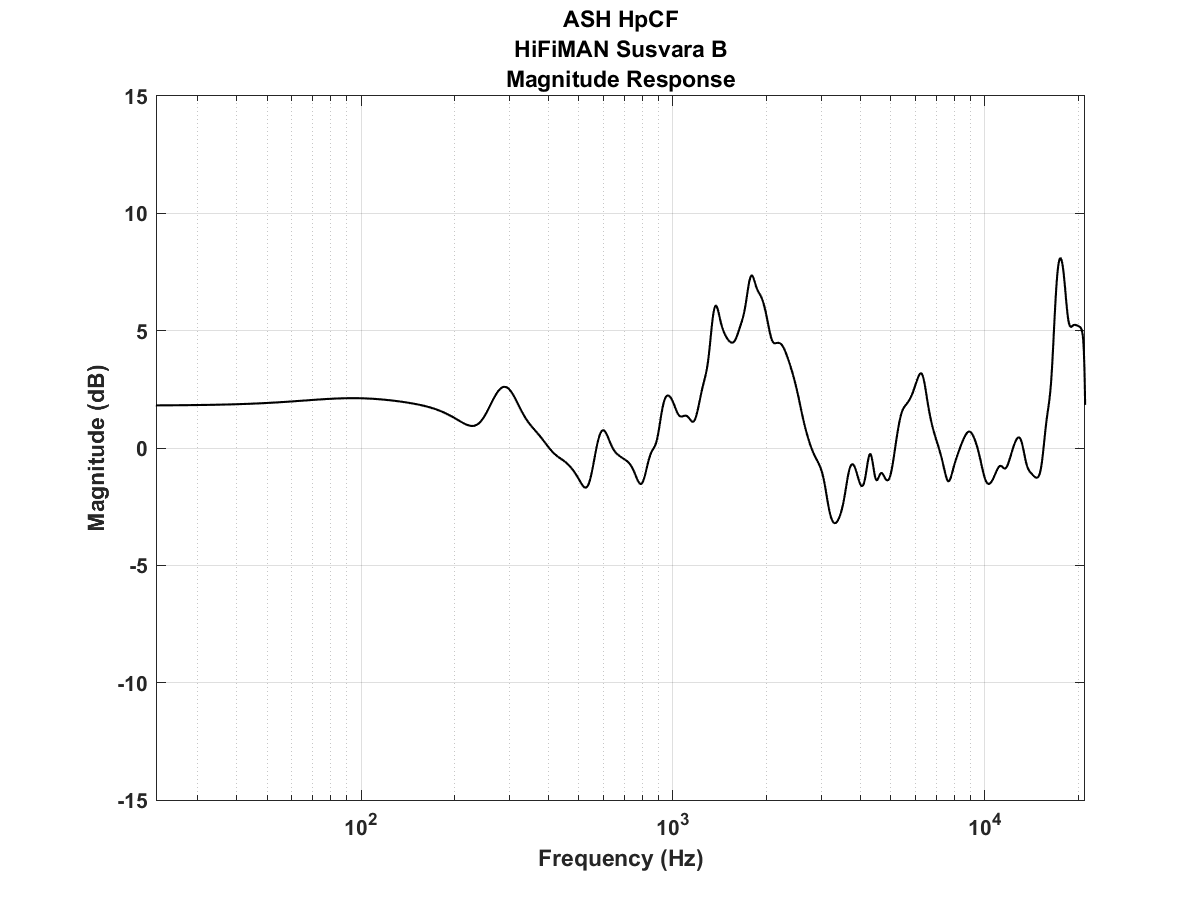 ASH HpCF
HiFiMAN Susvara B
Magnitude Response
15
10
5
0
-5
-10
-15
Magnitude (dB)
10²
10³
10⁴
Frequency (Hz)